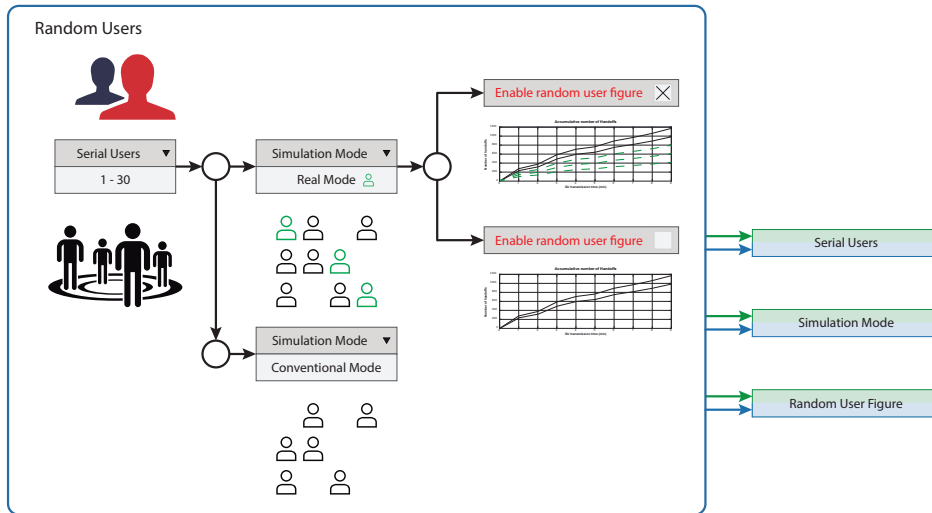 Random Users
Enable random user figure
Accumulative number of Handoffs
Serial Users
1 - 30
Simulation Mode
Real Mode
Enable random user figure
Accumulative number of Handoffs
Simulation Mode
Conventional Mode
Serial Users
Simulation Mode
Random User Figure